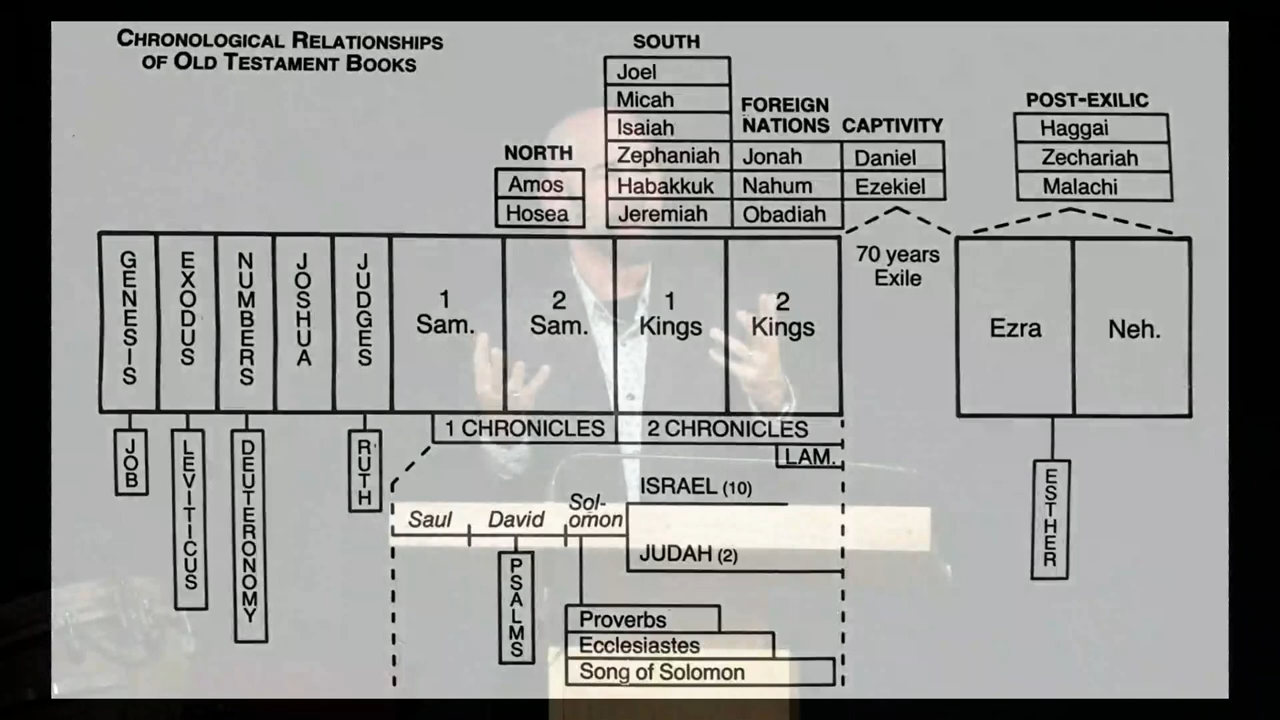 CHRONOLOGICAL RELATIONSHIPS
OF OLD TESTAMENT BOOKS
SOUTH
Joel
Micah
Isaiah
Zephaniah
Habakkuk
Jeremiah
NORTH
Amos
Hosea
FOREIGN
NATIONS
Jonah
Nahum
Obadiah
CAPTIVITY
Daniel
Ezekiel
70 years
Exile
POST-EXILIC
Haggai
Zechariah
Malachi
GENESIS
EXODUS
NUMBERS
JOSHUA
JUDGES
1
Sam.
2
Sam.
1
Kings
2
Kings
Ezra
Neh.
JOB
LEVITICUS
DEUTERONOMY
RUTH
1 CHRONICLES
2 CHRONICLES
LAM.
ESTHER
Saul
David
Sol-
omon
ISRAEL (10)
JUDAH (2)
PSALMS
Proverbs
Ecclesiastes
Song of Solomon